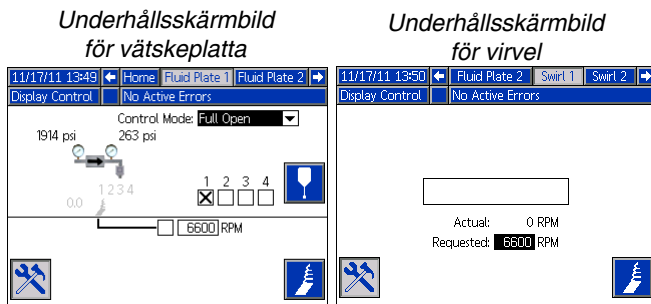 Underhållsskärmbild
för vätskeplatta
11/17/11 13:49 Home Fluid Plate 1 Fluid Plate 2
Display Control No Active Errors
Control Mode: Full Open
1914 psi 263 psi
1 2 3 4
0.0
1 2 3 4
6600 RPM
Underhållsskärmbild
för virvel
11/17/11 13:50 Fluid Plate 2 Swirl 1 Swirl 2
Display Control No Active Errors
Actual: 0 RPM
Requested: 6600 RPM